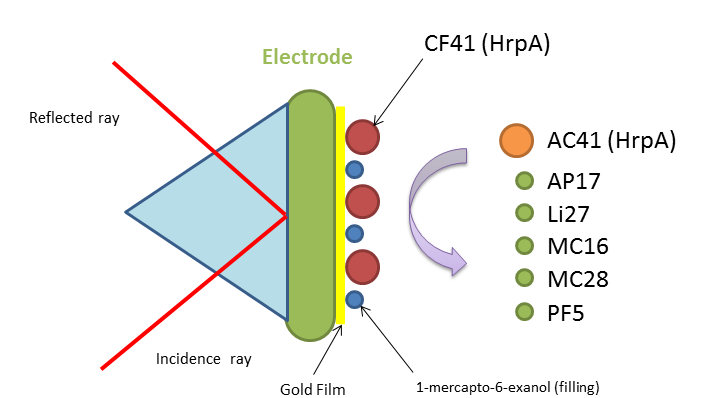 CF41 (HrpA)
Electrode
Reflected ray
AC41 (HrpA)
AP17
Li27
MC16
MC28
PF5
Incidence ray
Gold Film
1-mercapto-6-exanol (filling)